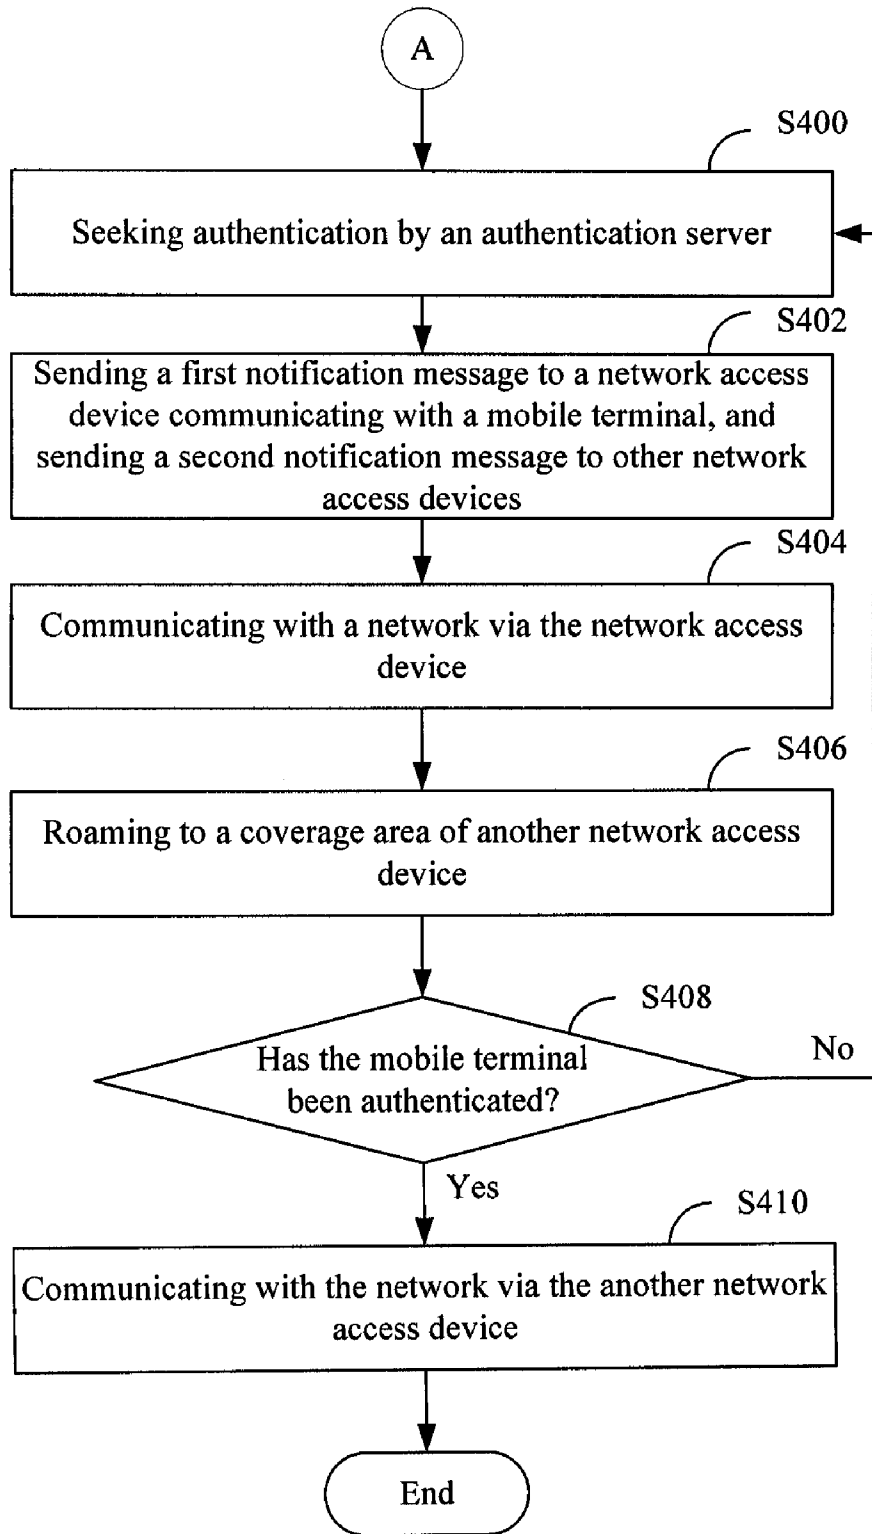 A
S400
Seeking authentication by an authentication server
S402
Sending a first notification message to a network access
device communicating with a mobile terminal, and
sending a second notification message to other network
access devices
S404
Communicating with a network via the network access
device
S406
Roaming to a coverage area of another network access
device
S408
Has the mobile terminal
been authenticated?
No
Yes
S410
Communicating with the network via the another network
access device
End